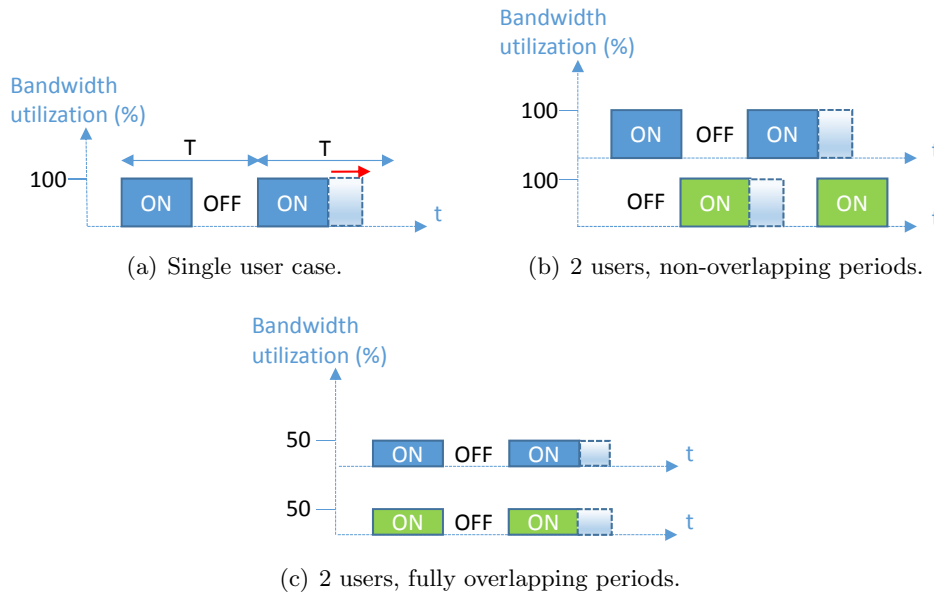 Bandwidth
utilization (%)
T T
100
ON OFF ON
t
(a) Single user case.
Bandwidth
utilization (%)
100
ON OFF ON
t
100
OFF ON ON
t
(b) 2 users, non-overlapping periods.
Bandwidth
utilization (%)
50
ON OFF ON
t
50
ON OFF ON
t
(c) 2 users, fully overlapping periods.